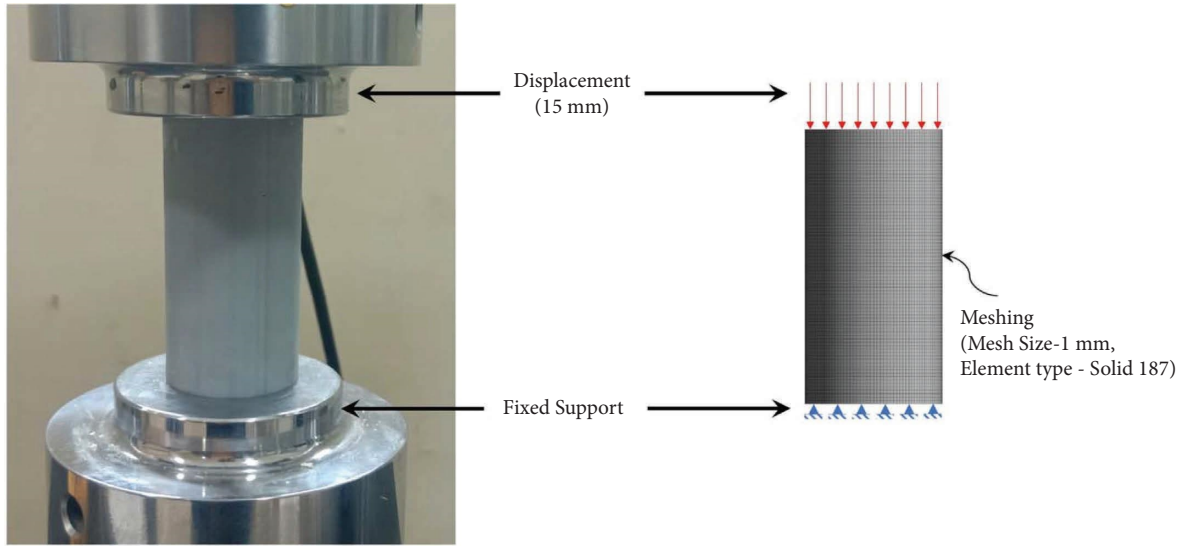 Displacement
(15 mm)
Meshing
(Mesh Size-1 mm,
Element type - Solid 187)
Fixed Support